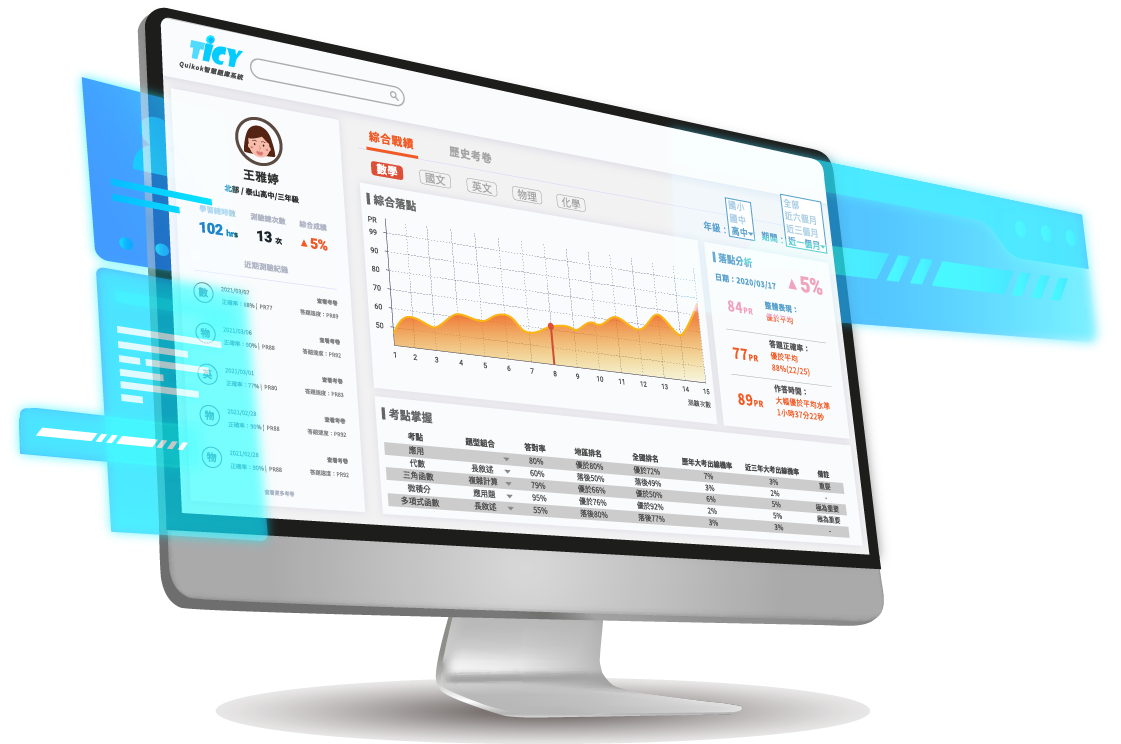 TiCY
Quikok智慧題庫系統
王雅婷
北部 / 泰山高中/三年級
測驗總次數
綜合成績
102 hrs
13 次
▲5%
近期測驗紀錄
數
2021/03/07
查看考卷
正確率：68% | PR77
答題速度：PR89
物
2021/03/06
查看考卷
正確率：90% | PR88
答題速度：PR92
英
2021/03/01
查看考卷
正確率：77% | PR80
答題速度：PR83
物
2021/02/28
查看考卷
正確率：90% | PR88
答題速度：PR92
物
2021/02/28
查看考卷
正確率：90% | PR88
答題速度：PR92
查看更多考卷
綜合戰績
歷史考卷
數學
國文
英文
物理
化學
國小
國中
年級：高中
全部
近六個月
近三個月
期間：近一個月
綜合落點
PR
99
90
80
70
60
50
1 2 3 4 5 6 7 8 9 10 11 12 13 14 15
測驗次數
落點分析
日期：2020/03/17
▲5%
84PR
整體表現：
優於平均
77PR
答題正確率：
優於平均
88%(22/25)
89PR
作答時間：
大幅優於平均水準
1小時37分22秒
考點掌握
考點 題型組合 答對率 地區排名 全國排名 歷年大考出線機率 近三年大考出線機率 備註
應用 80% 優於80% 優於72% 7% 3% 重要
代數 長敘述 60% 落後50% 落後49% 3% 2% -
三角函數 複雜計算 79% 優於66% 優於50% 6% 5% 極為重要
微積分 應用題 95% 優於76% 優於92% 2% 5% 極為重要
多項式函數 長敘述 55% 落後80% 落後77% 3% 3% -